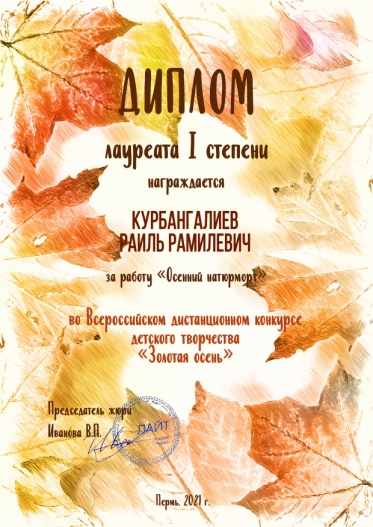 ДИПЛОМ
лауреата I степени
награждается
КУРБАНГАЛИЕВ
РАИЛЬ РАМИЛЕВИЧ
за работу «Осенний натюрморт»
во Всероссийском дистанционном конкурсе
детского творчества
«Золотая осень»
Председатель жюри
Иванова В.П.
ЛАЙТ
Пермь, 2021 г.